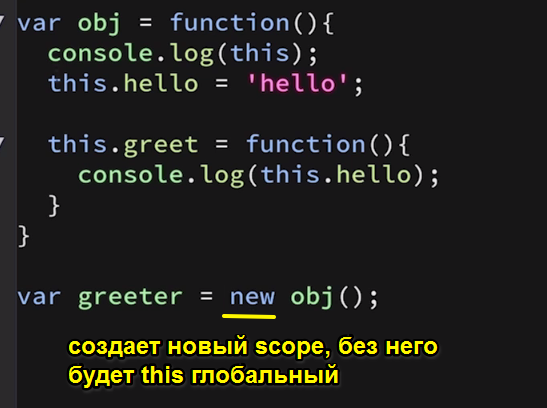 var obj = function(){
console.log(this);
this.hello = 'hello';
this.greet = function(){
console.log(this.hello);
}
}
var greeter = new obj();
создает новый scope, без него
будет this глобальный